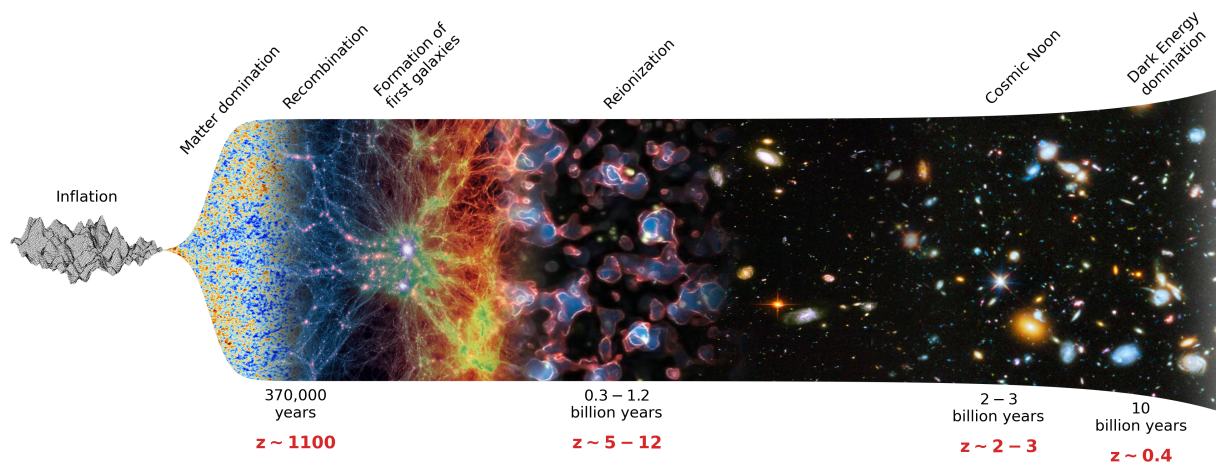 Inflation
Matter domination
Recombination
Formation of
first galaxies
Reionization
Cosmic Noon
Dark Energy
domination
370,000
years
z ~ 1100
0.3 − 1.2
billion years
z ~ 5 − 12
2 − 3
billion years
z ~ 2 − 3
10
billion years
z ~ 0.4